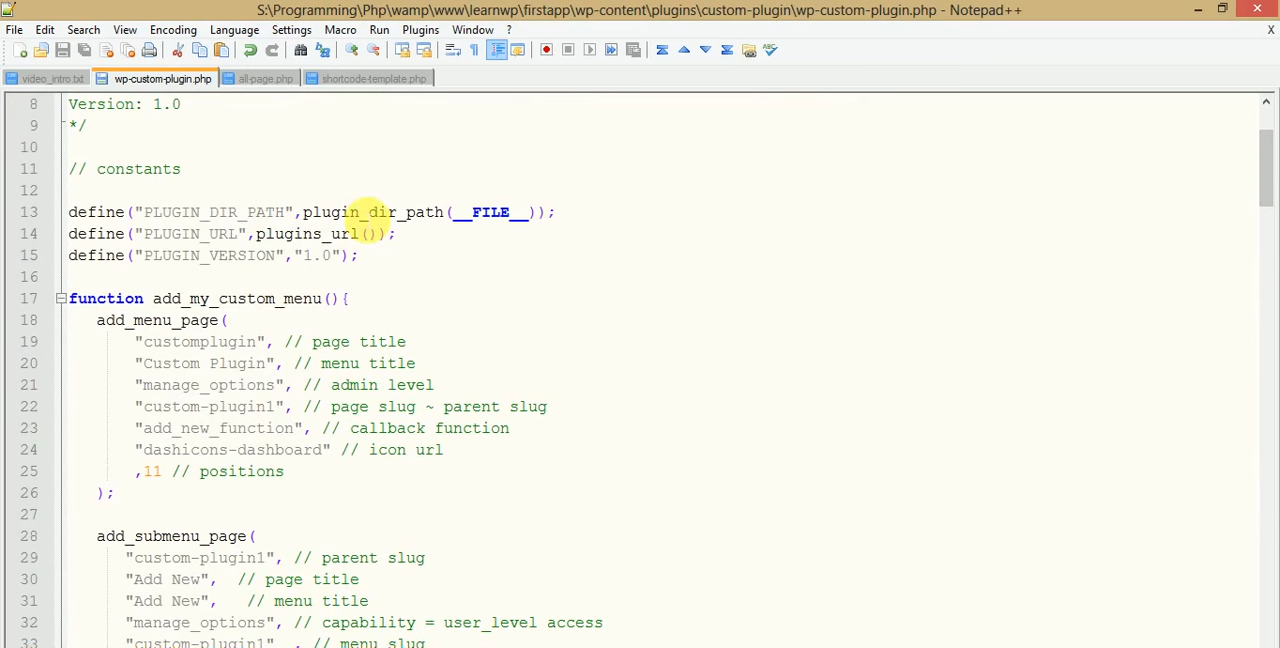 S:\Programming\Php\wamp\www\learnwp\firstapp\wp-content\plugins\custom-plugin\wp-custom-plugin.php - Notepad++
File Edit Search View Encoding Language Settings Macro Run Plugins Window ? X
video_intro.txt wp-custom-plugin.php all-page.php shortcode-template.php
8 Version: 1.0
9 */
10
11 // constants
12
13 define("PLUGIN_DIR_PATH",plugin_dir_path(__FILE__));
14 define("PLUGIN_URL",plugins_url());
15 define("PLUGIN_VERSION","1.0");
16
17 function add_my_custom_menu(){
18 add_menu_page(
19 "customplugin", // page title
20 "Custom Plugin", // menu title
21 "manage_options", // admin level
22 "custom-plugin1", // page slug ~ parent slug
23 "add_new_function", // callback function
24 "dashicons-dashboard" // icon url
25 ,11 // positions
26 );
27
28 add_submenu_page(
29 "custom-plugin1", // parent slug
30 "Add New", // page title
31 "Add New", // menu title
32 "manage_options", // capability = user_level access
33 "custom-plugin1" , // menu slug